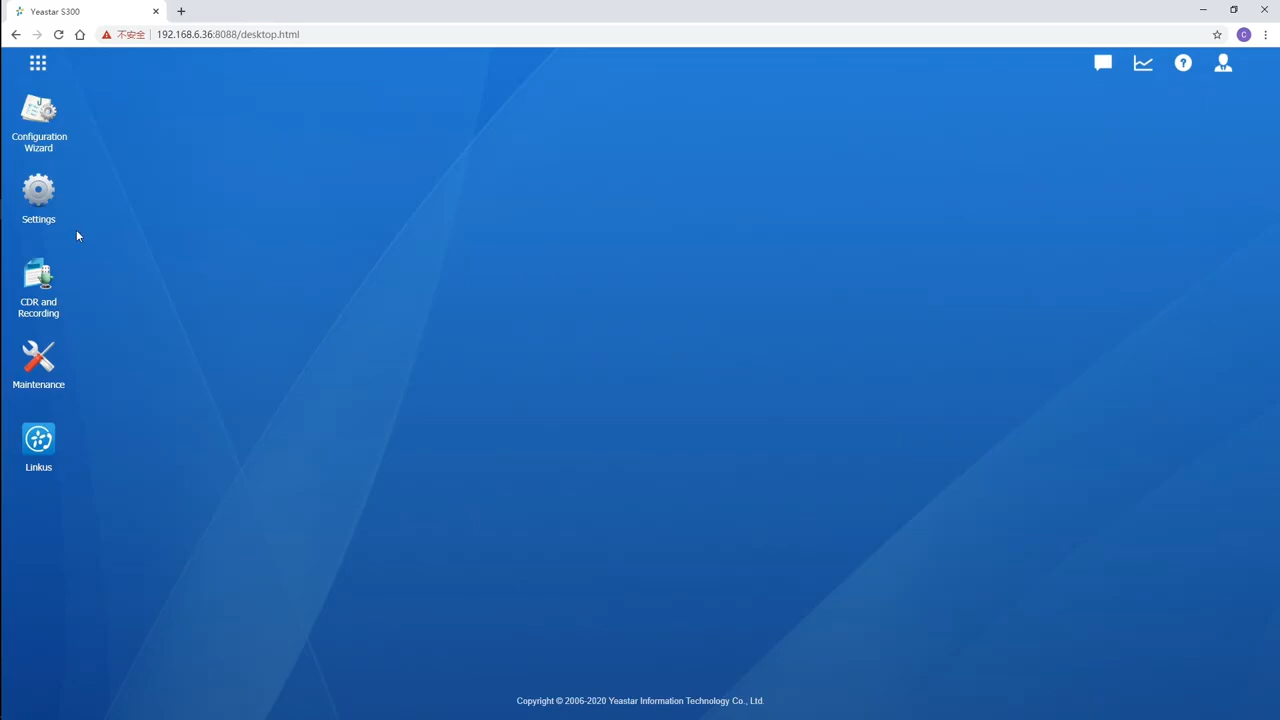 Yeastar S300
不安全
192.168.6.36:8088/desktop.html
C
Configuration
Wizard
Settings
CDR and
Recording
Maintenance
Linkus
Copyright © 2006-2020 Yeastar Information Technology Co., Ltd.